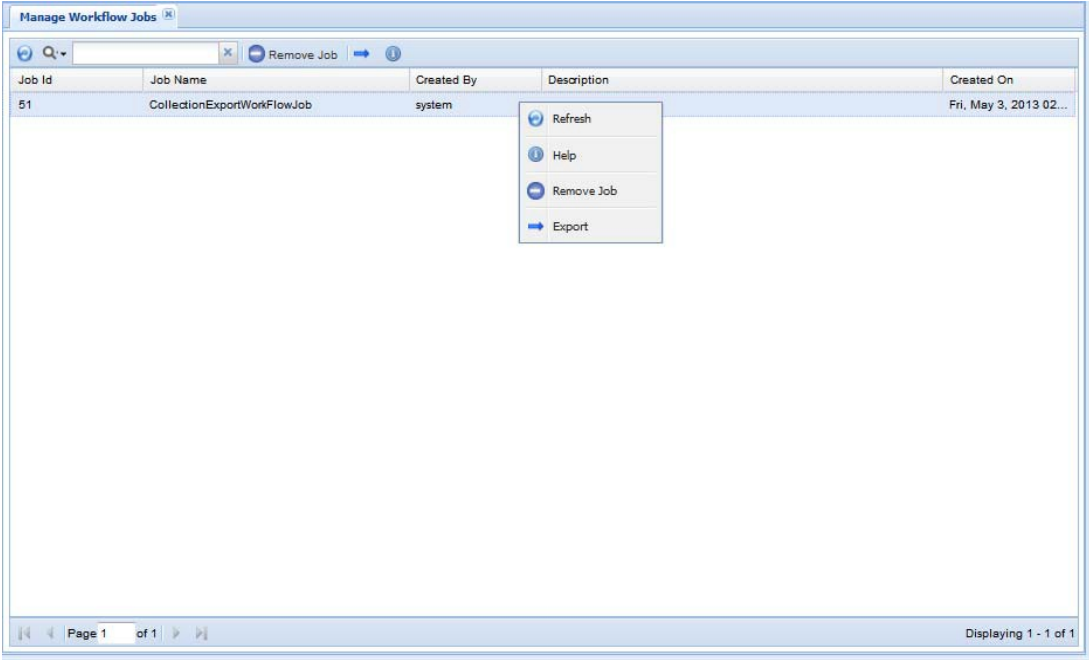 Manage Workflow Jobs
Remove Job
Job Id Job Name Created By Description Created On
51 CollectionExportWorkFlowJob system Fri, May 3, 2013 02...
Refresh
Help
Remove Job
Export
Page 1 of 1 Displaying 1 - 1 of 1